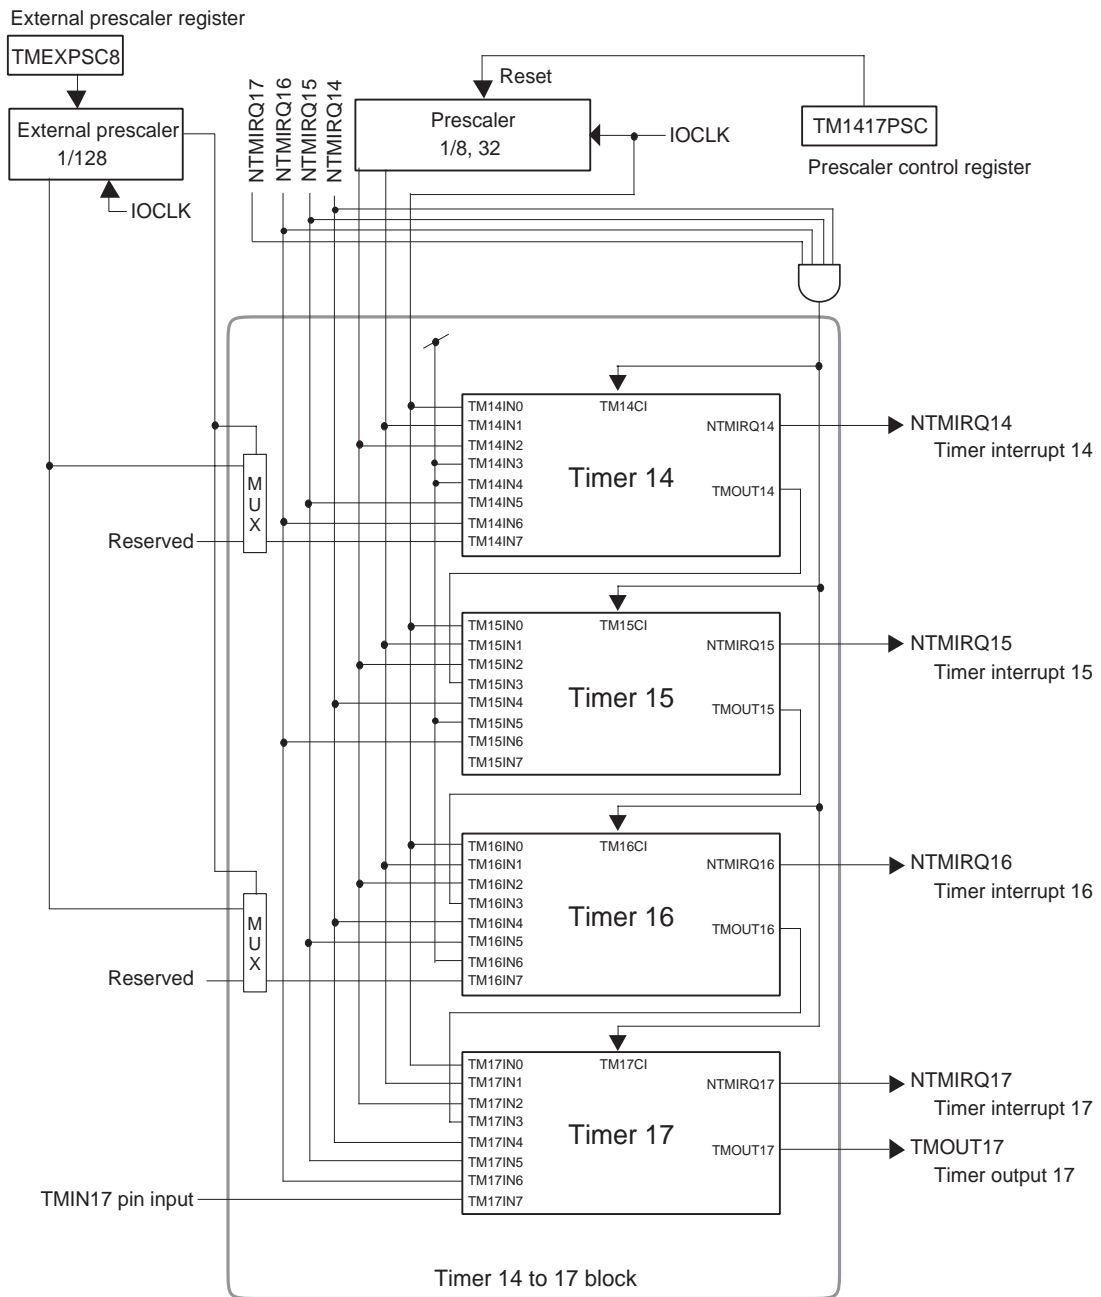 External prescaler register
TMEXPSC8
External prescaler
1/128
IOCLK
NTMIRQ17
NTMIRQ16
NTMIRQ15
NTMIRQ14
Reset
Prescaler
1/8, 32
IOCLK
TM1417PSC
Prescaler control register
MUX
Reserved
TM14IN0
TM14IN1
TM14IN2
TM14IN3
TM14IN4
TM14IN5
TM14IN6
TM14IN7
TM14CI
Timer 14
NTMIRQ14
TMOUT14
NTMIRQ14
Timer interrupt 14
TM15IN0
TM15IN1
TM15IN2
TM15IN3
TM15IN4
TM15IN5
TM15IN6
TM15IN7
TM15CI
Timer 15
NTMIRQ15
TMOUT15
NTMIRQ15
Timer interrupt 15
MUX
Reserved
TM16IN0
TM16IN1
TM16IN2
TM16IN3
TM16IN4
TM16IN5
TM16IN6
TM16IN7
TM16CI
Timer 16
NTMIRQ16
TMOUT16
NTMIRQ16
Timer interrupt 16
TMIN17 pin input
TM17IN0
TM17IN1
TM17IN2
TM17IN3
TM17IN4
TM17IN5
TM17IN6
TM17IN7
TM17CI
Timer 17
NTMIRQ17
TMOUT17
NTMIRQ17
Timer interrupt 17
TMOUT17
Timer output 17
Timer 14 to 17 block